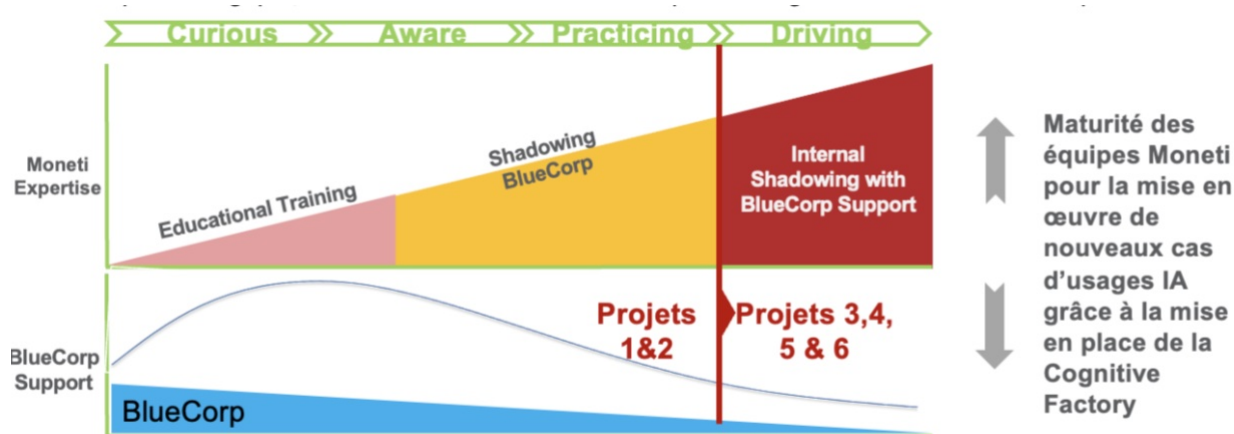 Curious
Aware
Practicing
Driving
Moneti
Expertise
Educational Training
Shadowing
BlueCorp
Internal
Shadowing with
BlueCorp Support
BlueCorp
Support
Projets
1&2
Projets 3,4,
5 & 6
BlueCorp
Maturité des
équipes Moneti
pour la mise en
œuvre de
nouveaux cas
d'usages IA
grâce à la mise
en place de la
Cognitive
Factory